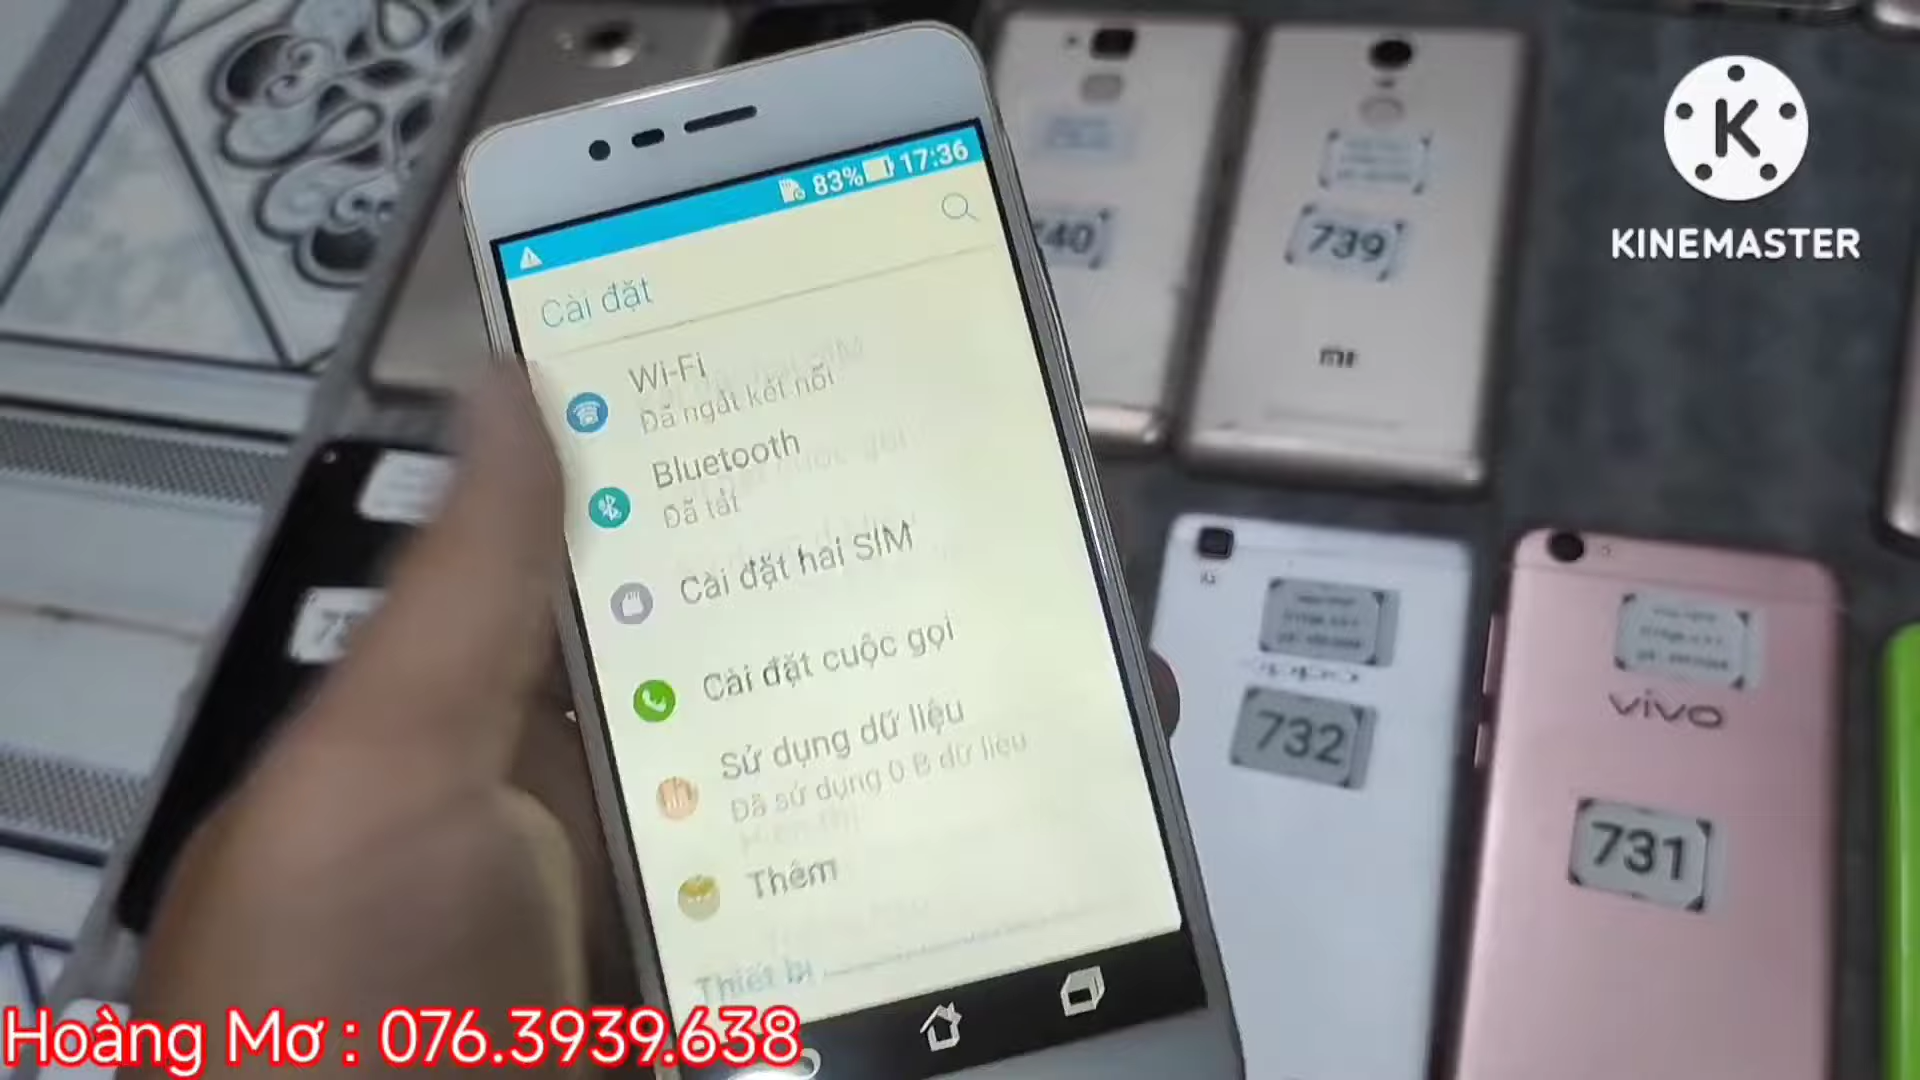 83% 17:36
Cài đặt
Wi-Fi
Đã ngắt kết nối
Bluetooth
Đã tắt
Cài đặt hai SIM
Cài đặt cuộc gọi
Sử dụng dữ liệu
Đã sử dụng 0 B dữ liệu
Thêm
Thiết bị
739
mi
oppo
732
vivo
731
K
KINEMASTER
Hoàng Mơ : 076.3939.638